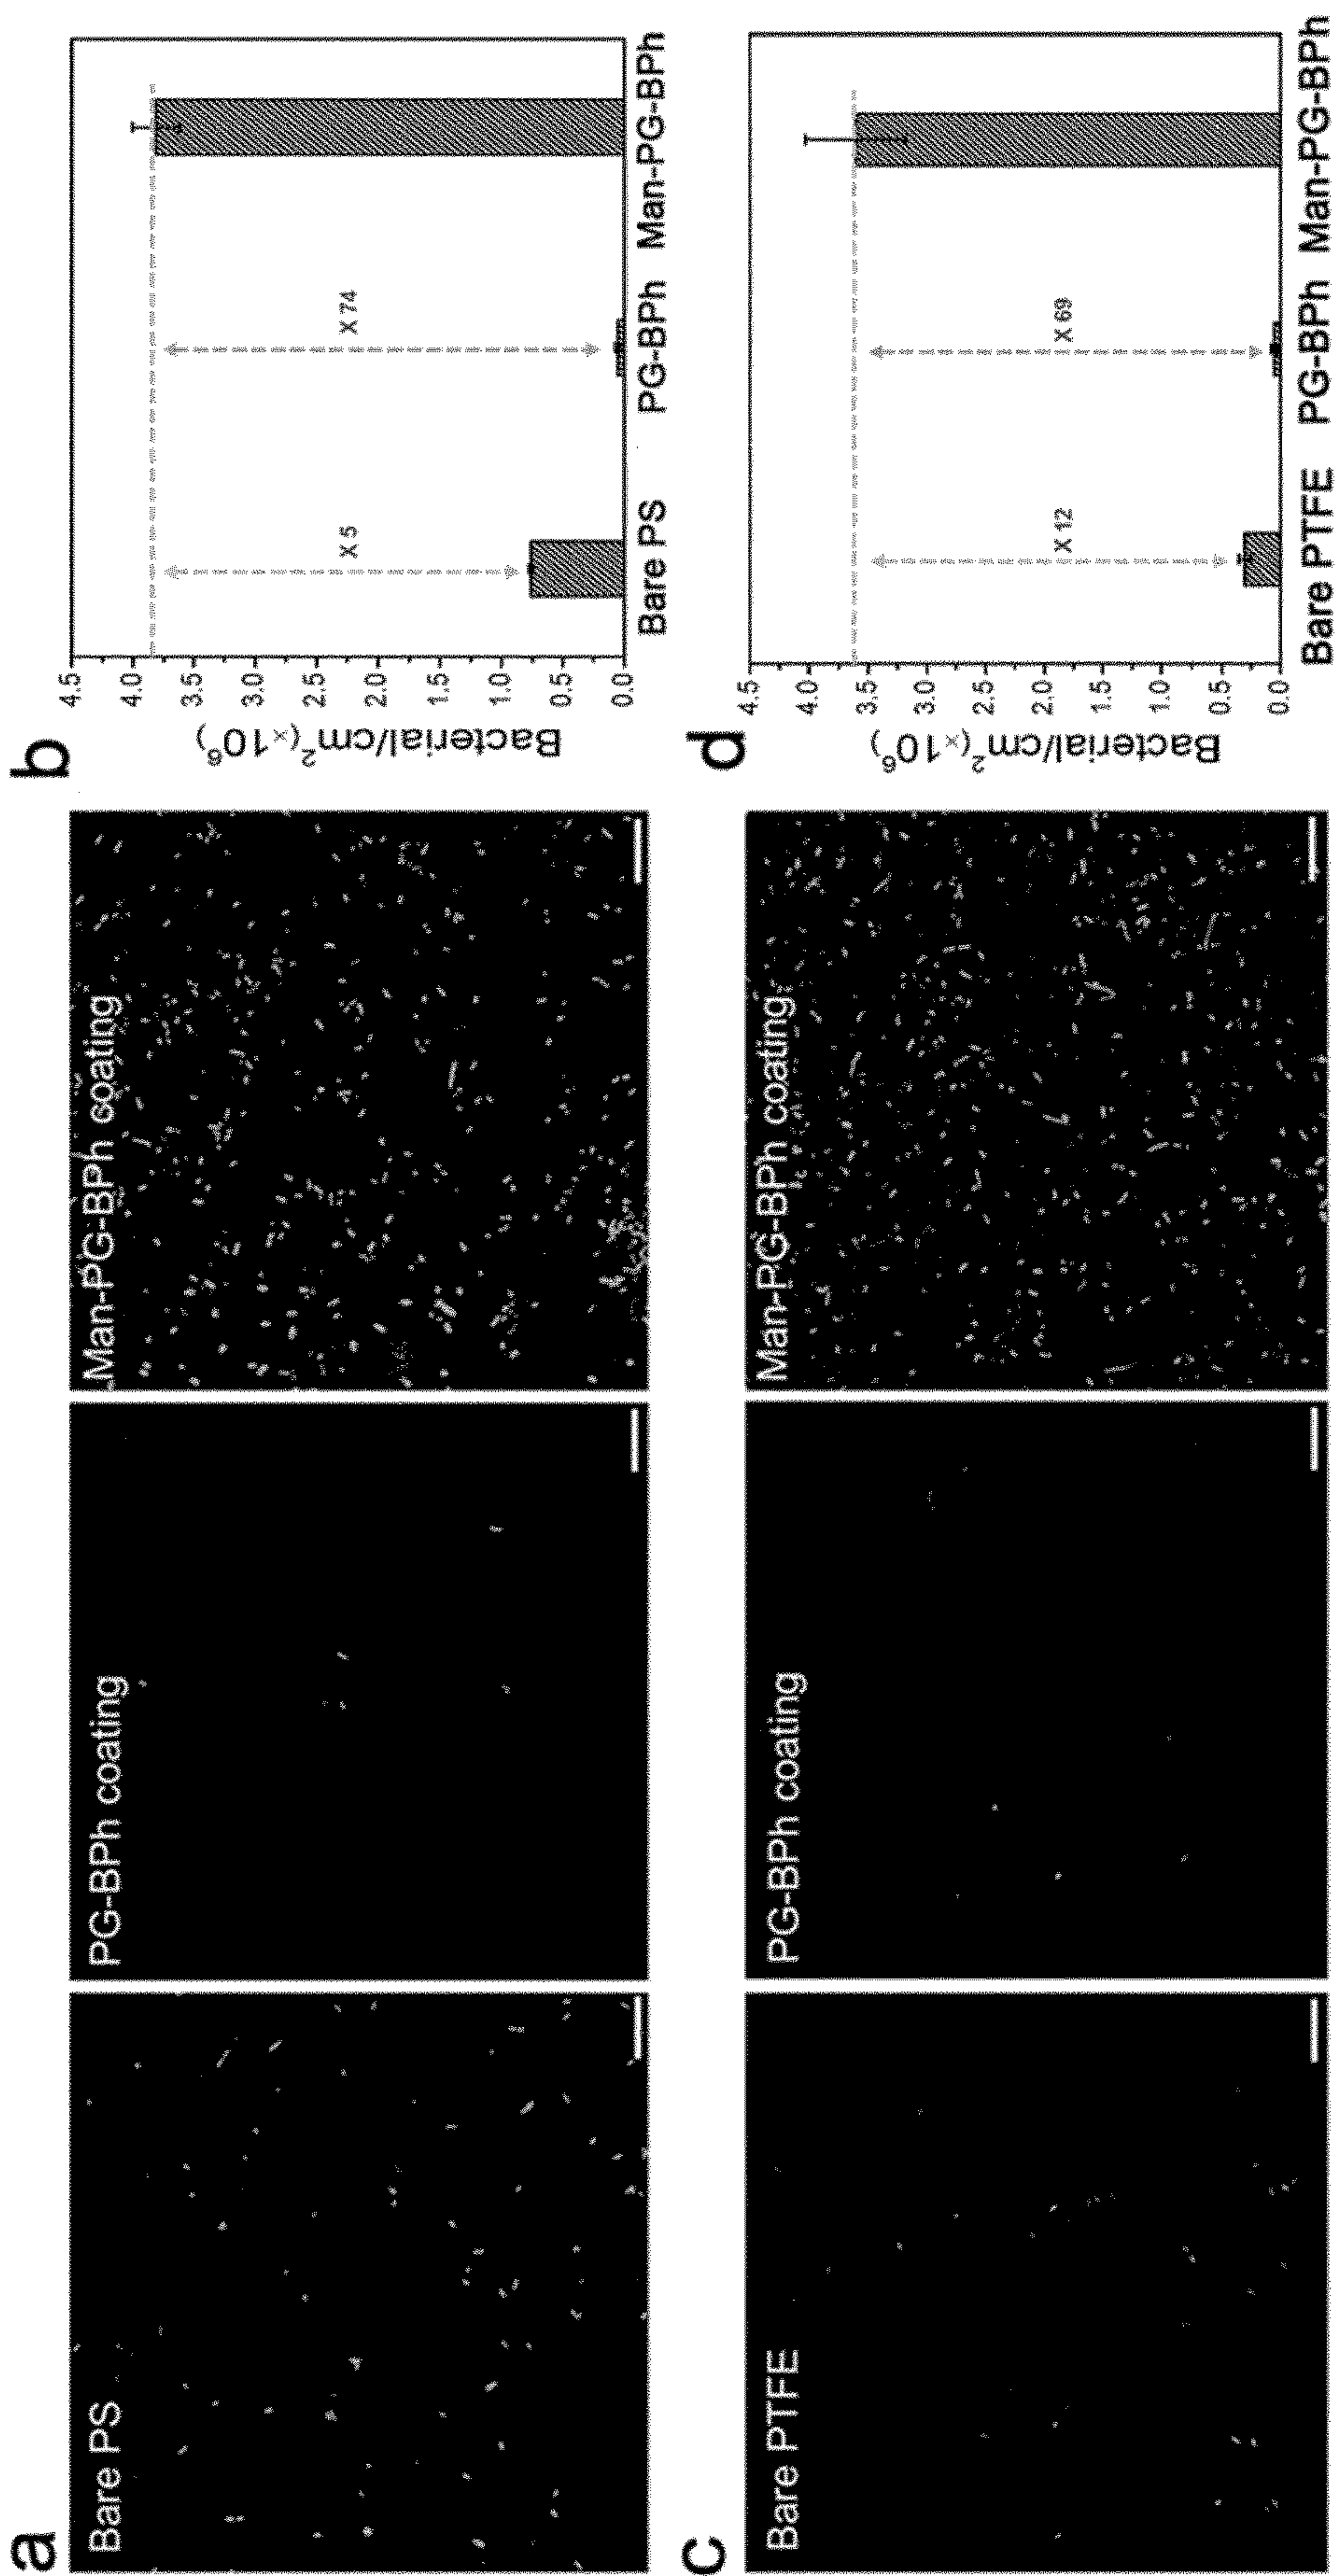 a
Bare PS
PG-BPh coating
Man-PG-BPh coating
b
Bacterial/cm²(×10⁶)
4.5
4.0
3.5
3.0
2.5
2.0
1.5
1.0
0.5
0.0
X 5
X 74
Bare PS
PG-BPh
Man-PG-BPh
c
Bare PTFE
PG-BPh coating
Man-PG-BPh coating
d
Bacterial/cm²(×10⁶)
4.5
4.0
3.5
3.0
2.5
2.0
1.5
1.0
0.5
0.0
X 12
X 69
Bare PTFE
PG-BPh
Man-PG-BPh